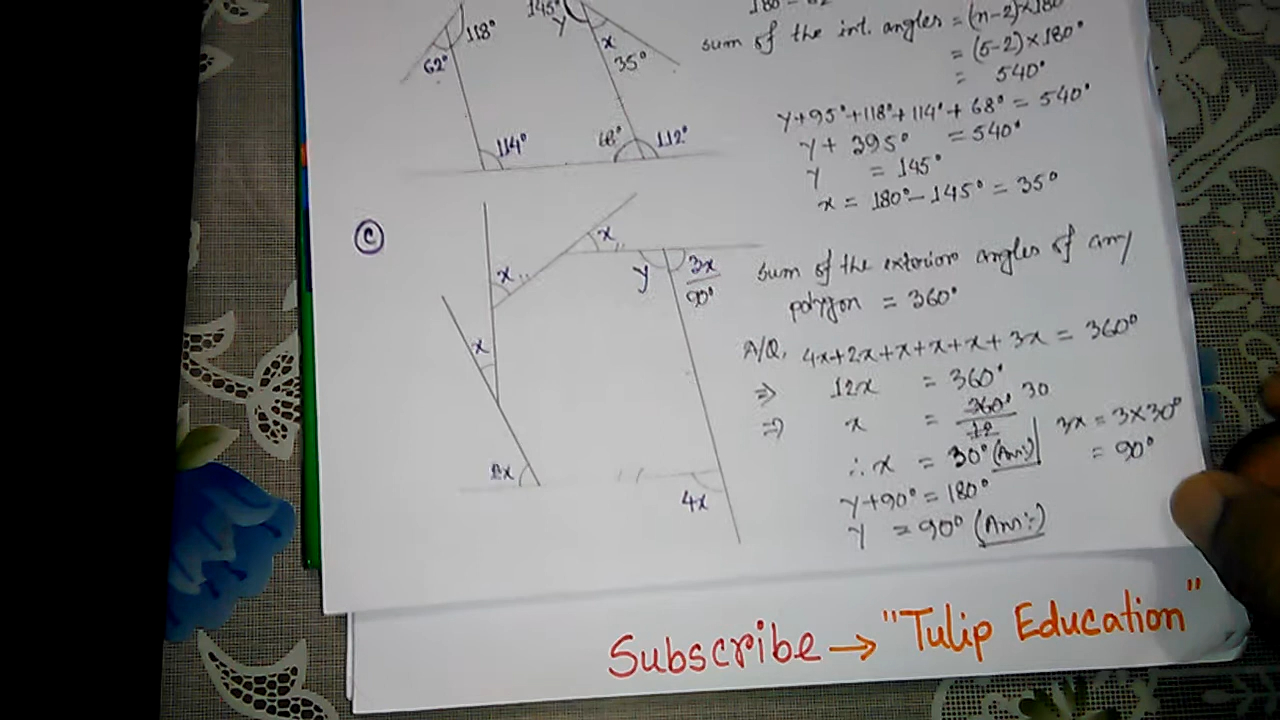 118°
62°
114°
145°
y
x
35°
68°
112°
sum of the int. angles = (n-2)×180
= (5-2)×180°
= 540°
y+95°+118°+114°+68° = 540°
y + 395° = 540°
y = 145°
x = 180° - 145° = 35°
(c)
x
x
y
3x
90°
x
2x
4x
sum of the exterior angles of any
polygon = 360°
A/Q, 4x+2x+x+x+x+3x = 360°
⇒ 12x = 360°
⇒ x = 360°/12 30
∴ x = 30° (Ans:)
3x = 3×30°
= 90°
y+90° = 180°
y = 90° (Ans:-)
Subscribe → "Tulip Education"